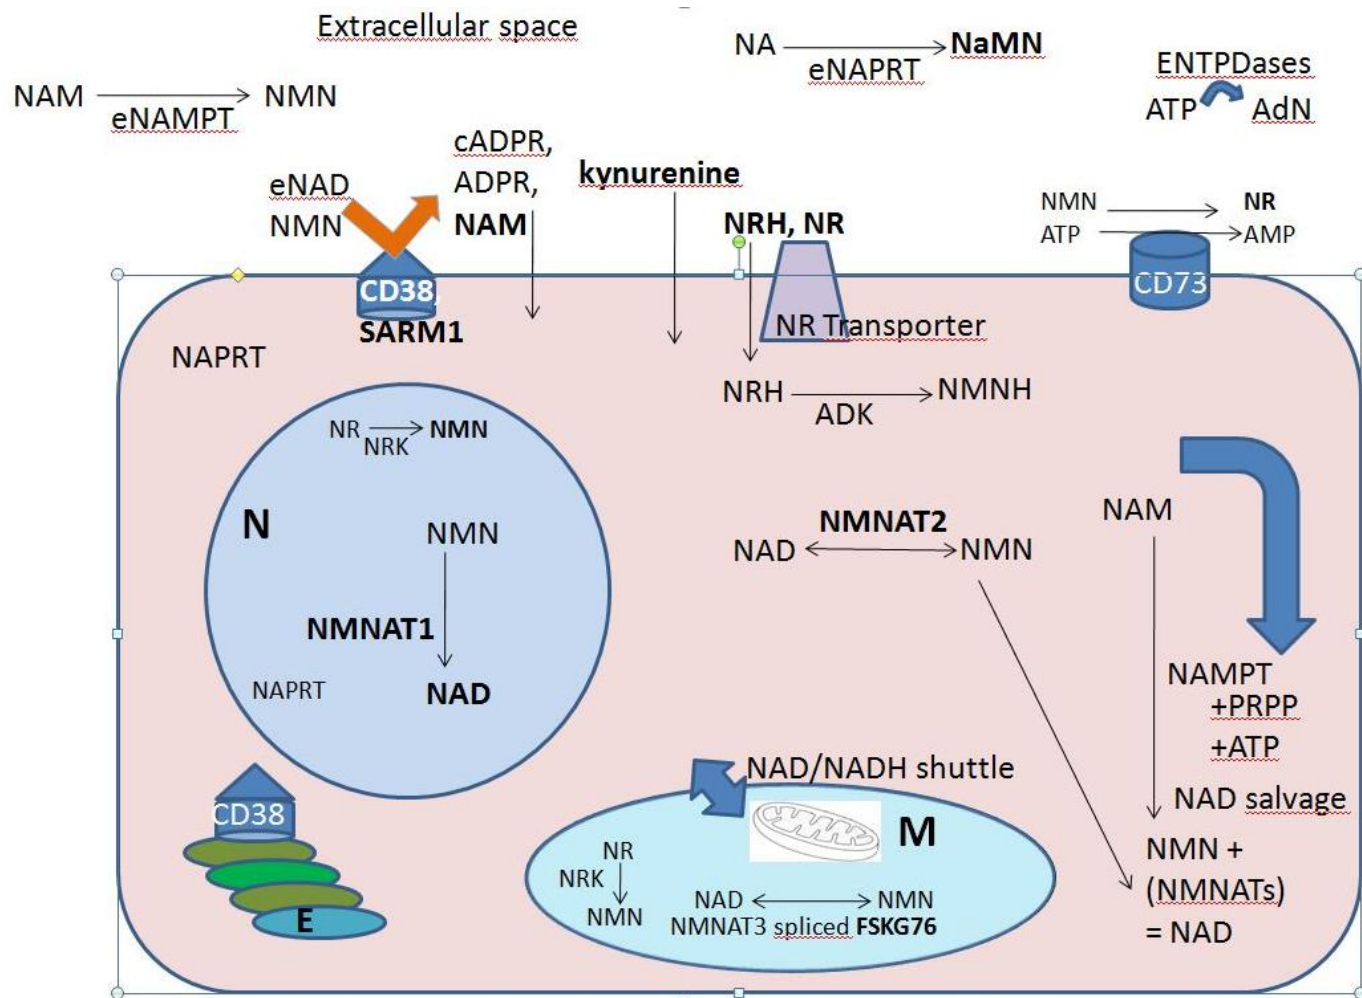 Extracellular space
NA
NaMN
eNAPRT
ENTPDases
ATP
AdN
NAM
NMN
eNAMPT
cADPR,
ADPR,
NAM
eNAD
NMN
kynurenine
NRH, NR
NMN
NR
ATP
AMP
CD73
CD38,
SARM1
NR Transporter
NAPRT
NRH
NMNH
ADK
NR
NMN
NRK
N
NMN
NMNAT1
NAD
NAPRT
NMNAT2
NAD
NMN
NAM
NAMPT
+PRPP
+ATP
NAD salvage
NMN +
(NMNATs)
= NAD
NAD/NADH shuttle
M
NR
NRK
NMN
NAD
NMN
NMNAT3 spliced FSKG76
CD38
E